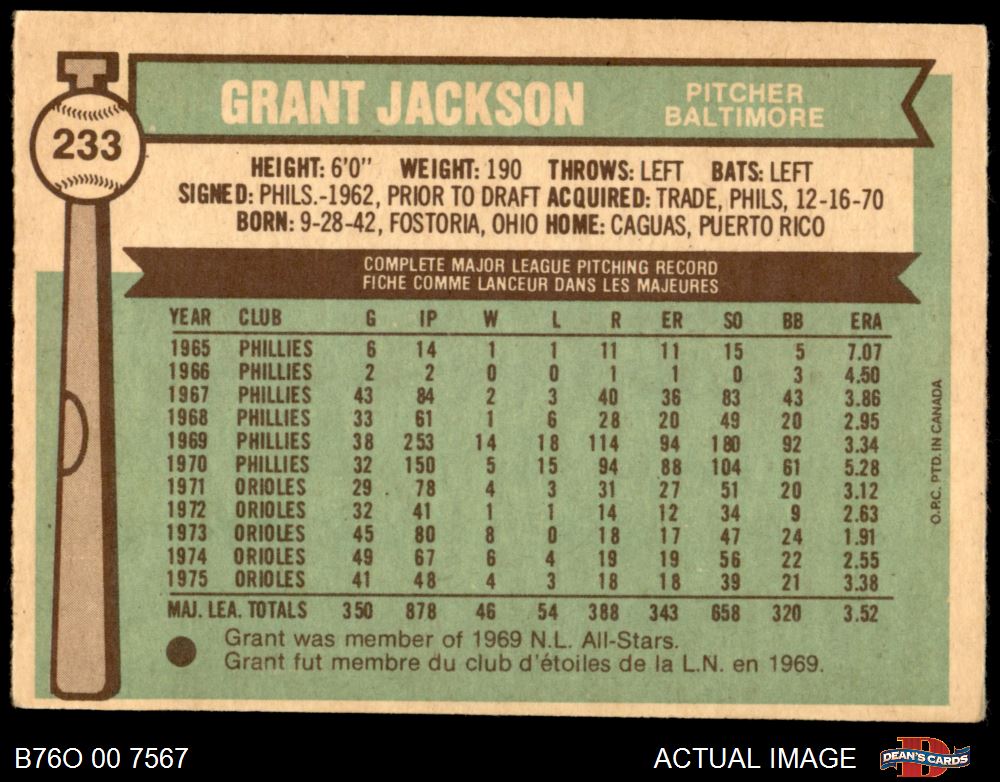 GRANT JACKSON
PITCHER
BALTIMORE
233
HEIGHT: 6'0" WEIGHT: 190 THROWS: LEFT BATS: LEFT
SIGNED: PHILS.-1962, PRIOR TO DRAFT ACQUIRED: TRADE, PHILS, 12-16-70
BORN: 9-28-42, FOSTORIA, OHIO HOME: CAGUAS, PUERTO RICO
COMPLETE MAJOR LEAGUE PITCHING RECORD
FICHE COMME LANCEUR DANS LES MAJEURES
YEAR CLUB G IP W L R ER SO BB ERA
1965 PHILLIES 6 14 1 1 11 11 15 5 7.07
1966 PHILLIES 2 2 0 0 1 1 0 3 4.50
1967 PHILLIES 43 84 2 3 40 36 83 43 3.86
1968 PHILLIES 33 61 1 6 28 20 49 20 2.95
1969 PHILLIES 38 253 14 18 114 94 180 92 3.34
1970 PHILLIES 32 150 5 15 94 88 104 61 5.28
1971 ORIOLES 29 78 4 3 31 27 51 20 3.12
1972 ORIOLES 32 41 1 1 14 12 34 9 2.63
1973 ORIOLES 45 80 8 0 18 17 47 24 1.91
1974 ORIOLES 49 67 6 4 19 19 56 22 2.55
1975 ORIOLES 41 48 4 3 18 18 39 21 3.38
MAJ. LEA. TOTALS 350 878 46 54 388 343 658 320 3.52
Grant was member of 1969 N.L. All-Stars.
Grant fut membre du club d'étoiles de la L.N. en 1969.
O.P.C. PTD. IN CANADA
B76O 00 7567
ACTUAL IMAGE
DEAN'S CARDS